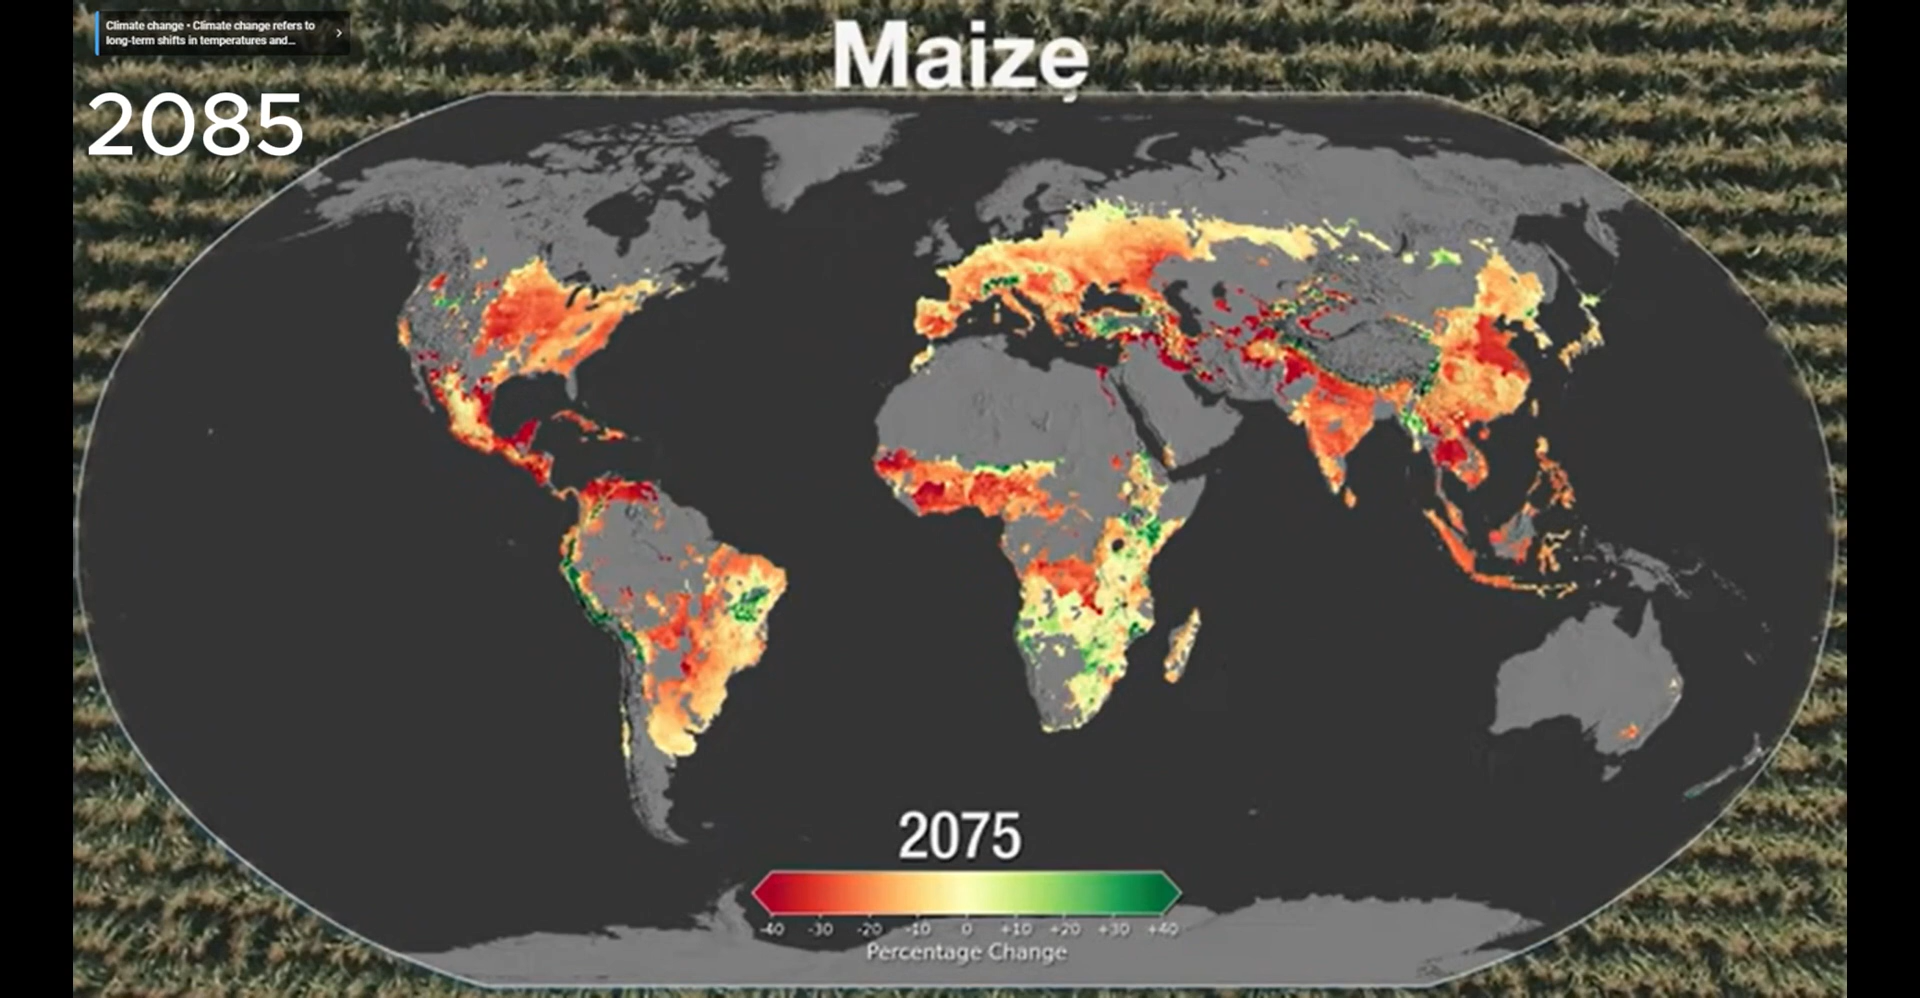 Climate change • Climate change refers to
long-term shifts in temperatures and...
Maize
2085
2075
-40 -30 -20 -10 0 +10 +20 +30 +40
Percentage Change